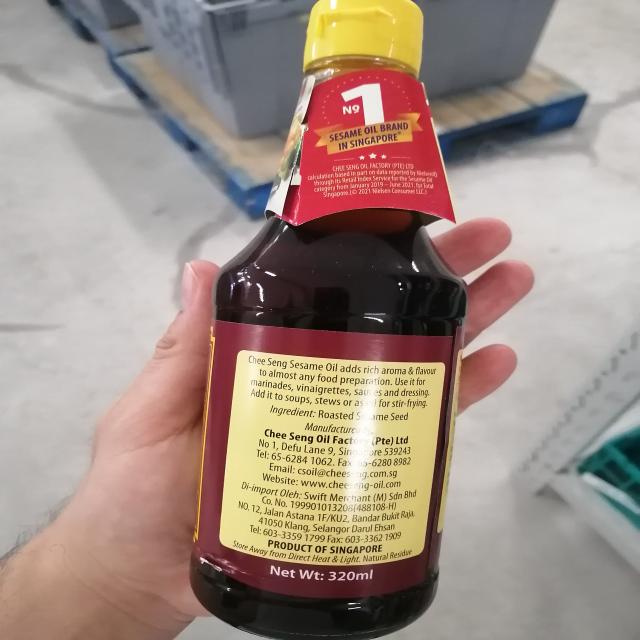 No
1
SESAME OIL BRAND
IN SINGAPORE
CHEE SENG OIL FACTORY (PTE) LTD
calculation based in part on data reported by Nielsen
through its Retail Index Service for the Sesame Oil
category from January 2019 – June 2021, for Total
Singapore. (© 2021 Nielsen Consumer LLC.)
Chee Seng Sesame Oil adds rich aroma & flavour
to almost any food preparation. Use it for
marinades, vinaigrettes, sauces and dressing.
Add it to soups, stews or as oil for stir-frying.
Ingredient: Roasted Sesame Seed
Manufactured
Chee Seng Oil Factory (Pte) Ltd
No 1, Defu Lane 9, Singapore 539243
Tel: 65-6284 1062. Fax: 65-6280 8982
Email: csoil@cheeseng.com.sg
Website: www.cheeseng-oil.com
Di-import Oleh: Swift Merchant (M) Sdn Bhd
Co. No. 199901013208(488108-H)
NO. 12, Jalan Astana 1F/KU2, Bandar Bukit Raja,
41050 Klang, Selangor Darul Ehsan
Tel: 603-3359 1799 Fax: 603-3362 1909
PRODUCT OF SINGAPORE
Store Away from Direct Heat & Light. Natural Residue
Net Wt: 320ml